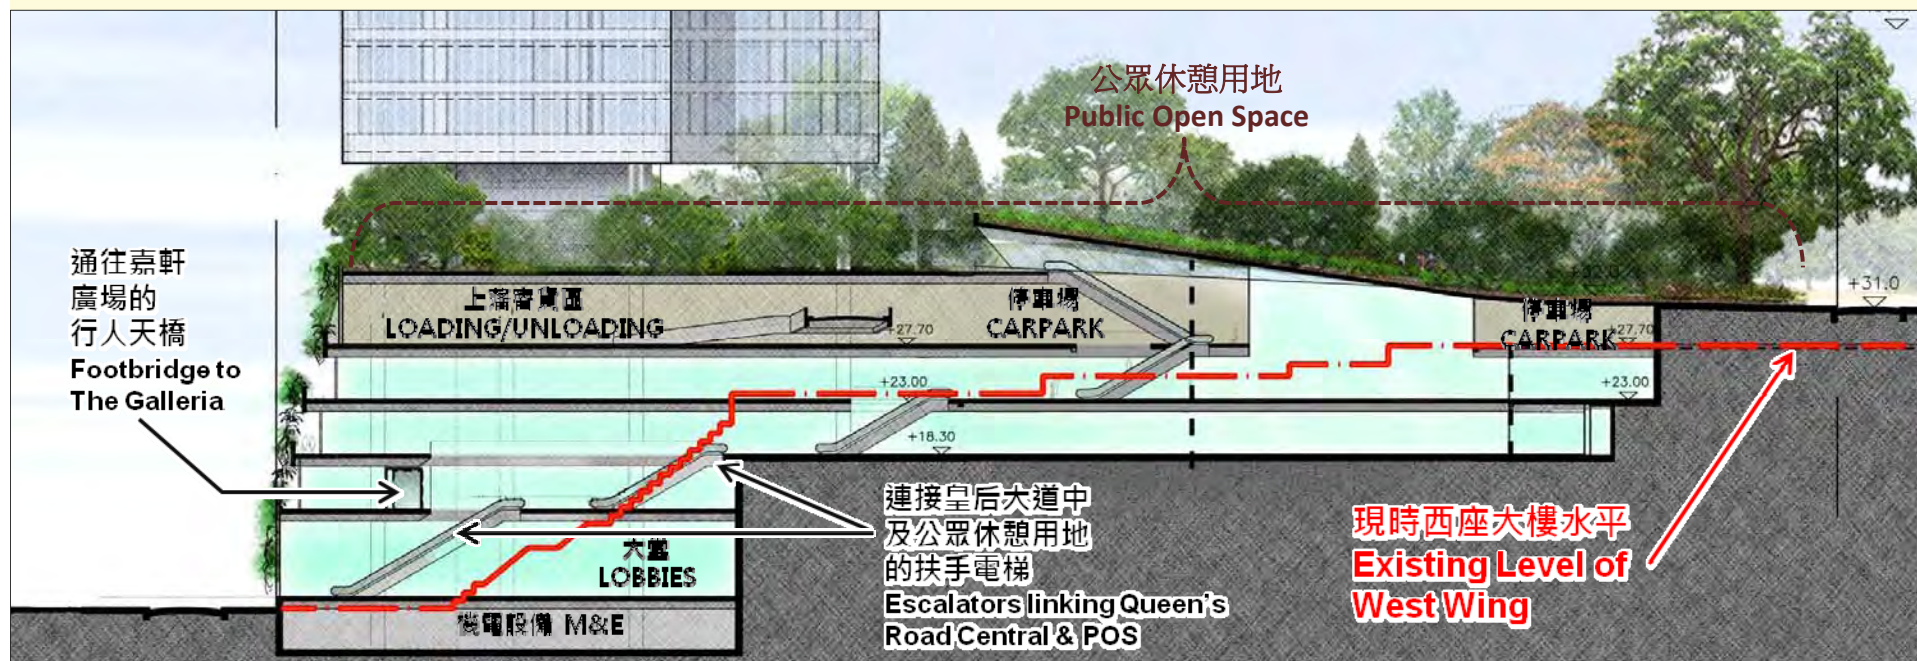 公眾休憩用地
Public Open Space
通往嘉軒
廣場的
行人天橋
Footbridge to
The Galleria
上落客貨區
LOADING/UNLOADING
停車場
CARPARK
停車場
CARPARK
+31.0
+27.70
+27.70
+23.00
+23.00
+18.30
大堂
LOBBIES
機電設備 M&E
連接皇后大道中
及公眾休憩用地
的扶手電梯
Escalators linking Queen's
Road Central & POS
現時西座大樓水平
Existing Level of
West Wing